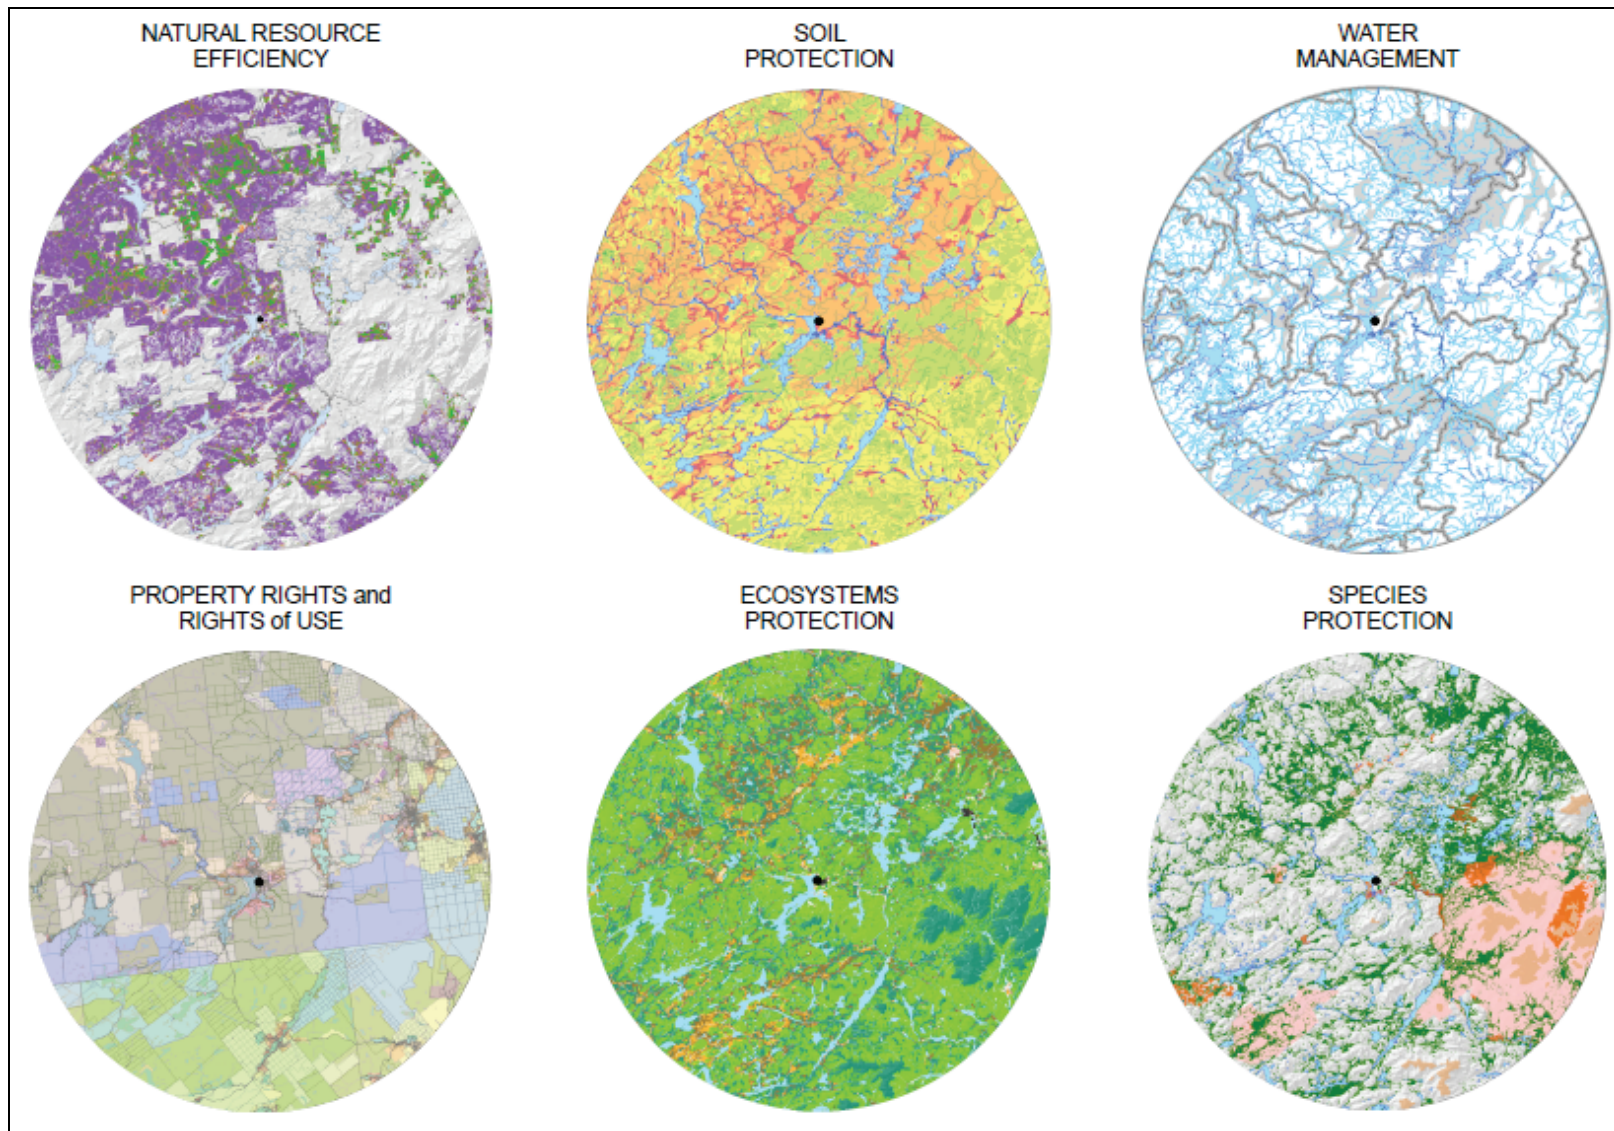 NATURAL RESOURCE
EFFICIENCY
SOIL
PROTECTION
WATER
MANAGEMENT
PROPERTY RIGHTS and
RIGHTS of USE
ECOSYSTEMS
PROTECTION
SPECIES
PROTECTION